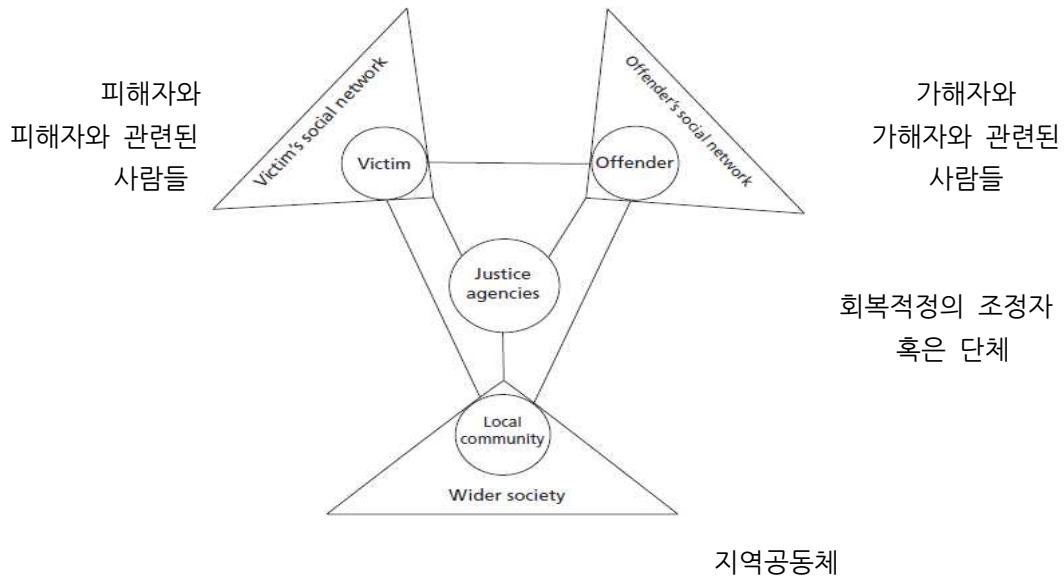 피해자와
피해자와 관련된
사람들
Victim's social network
Victim
Offender's social network
Offender
가해자와
가해자와 관련된
사람들
Justice
agencies
회복적정의 조정자
혹은 단체
Local
community
Wider society
지역공동체